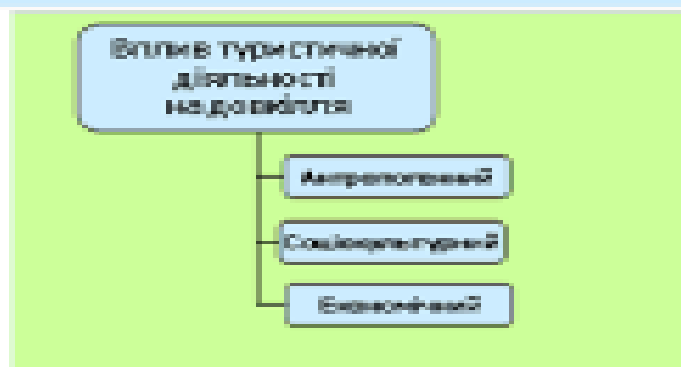 Вплив туристичної
діяльності
на довкілля
Антропогенний
Соціокультурний
Економічний